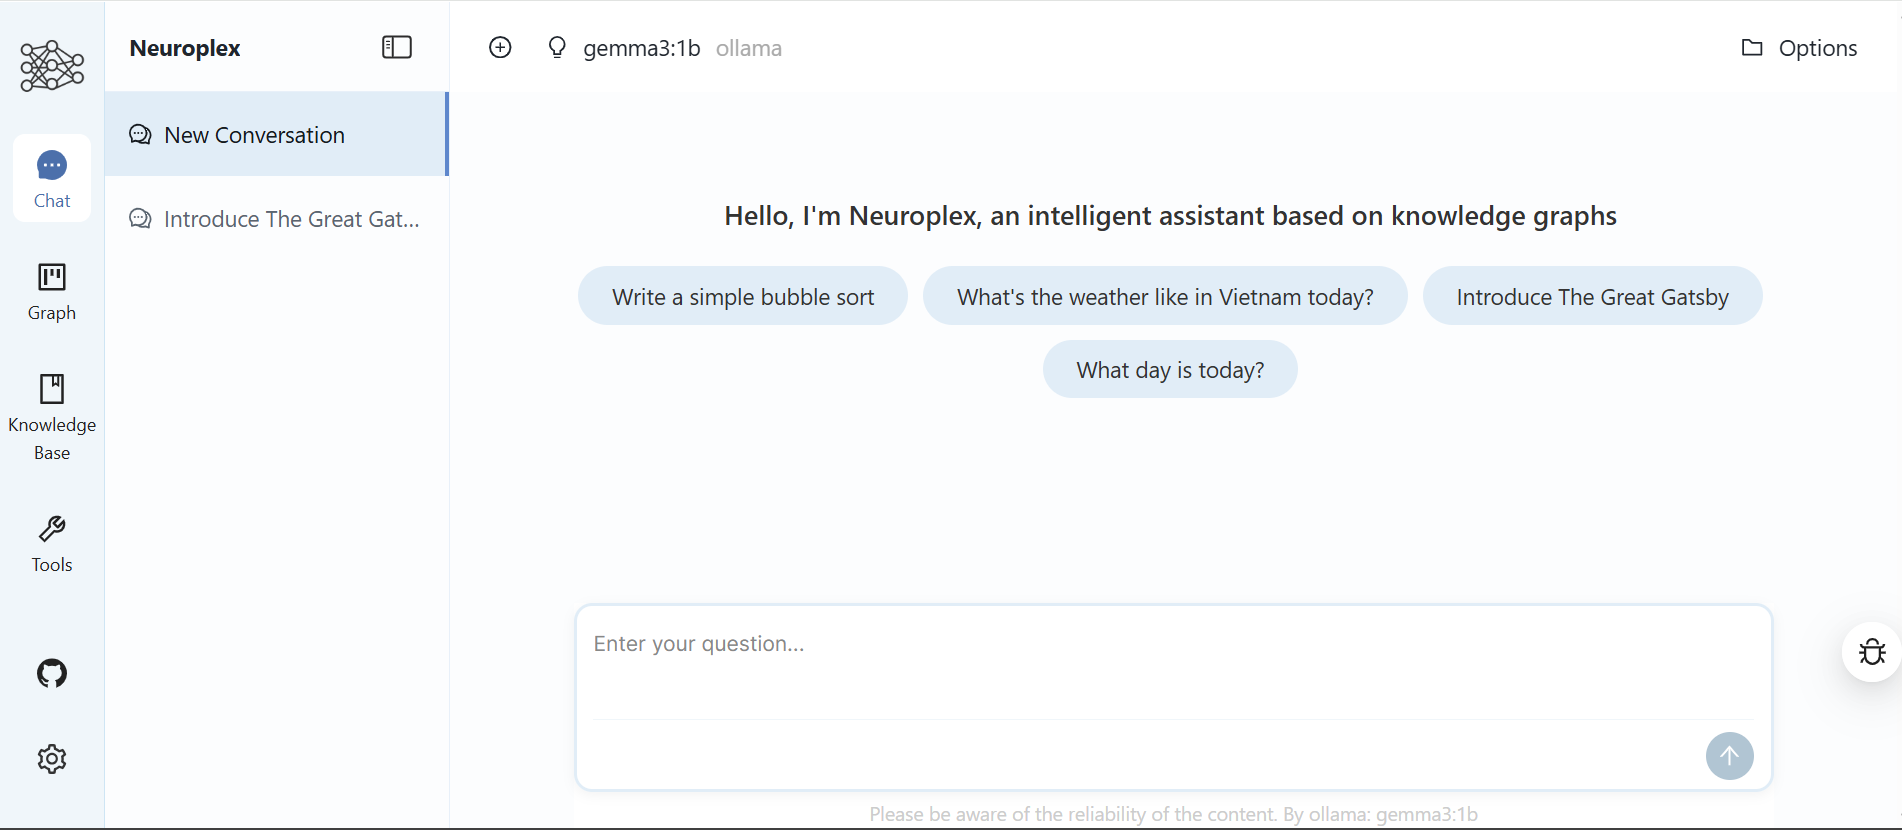 Neuroplex
gemma3:1b ollama
Options
Chat
Graph
Knowledge
Base
Tools
New Conversation
Introduce The Great Gat...
Hello, I'm Neuroplex, an intelligent assistant based on knowledge graphs
Write a simple bubble sort
What's the weather like in Vietnam today?
Introduce The Great Gatsby
What day is today?
Enter your question...
Please be aware of the reliability of the content. By ollama: gemma3:1b